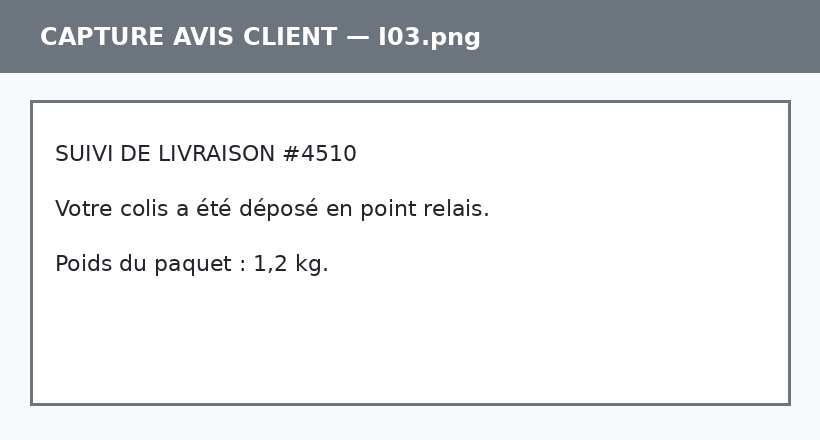 CAPTURE AVIS CLIENT — I03.png
SUIVI DE LIVRAISON #4510
Votre colis a été déposé en point relais.
Poids du paquet : 1,2 kg.